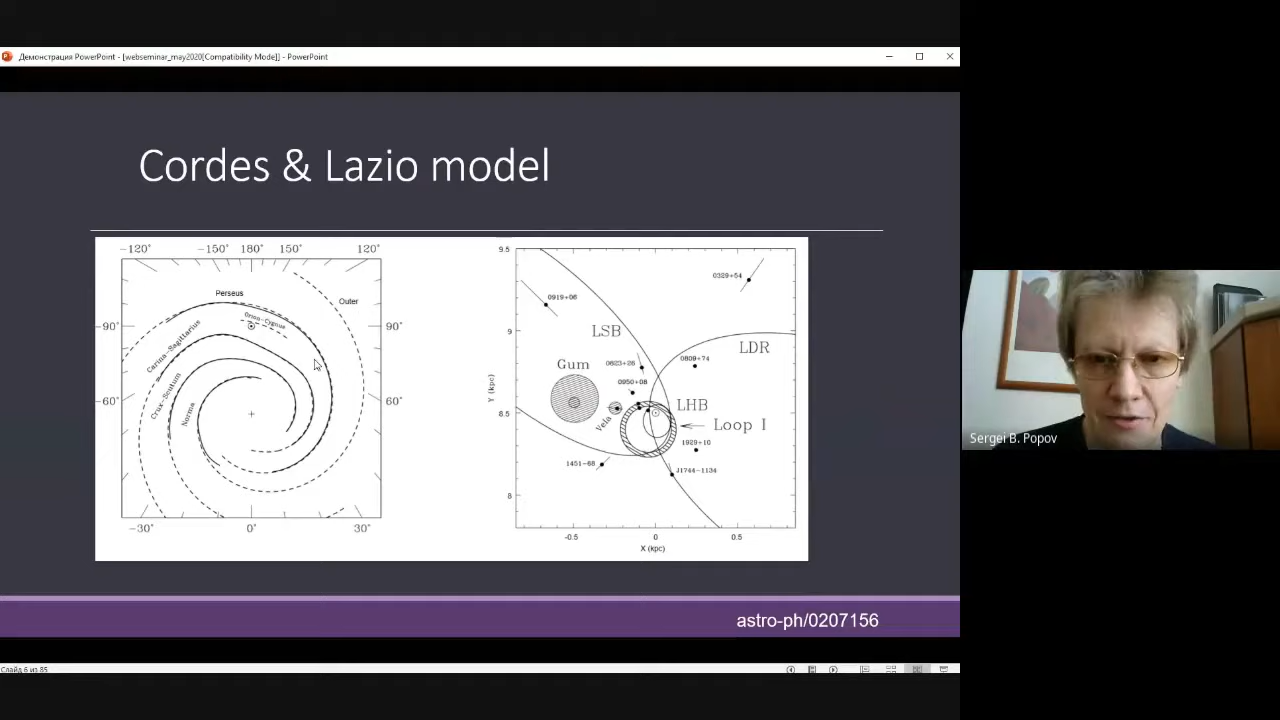 Демонстрация PowerPoint - [webseminar_may2020[Compatibility Mode]] - PowerPoint
Cordes & Lazio model
−120° −150° 180° 150° 120°
Perseus
Outer
Orion−Cygnus
−90° 90°
Carina−Sagittarius
Crux−Scutum
Norma
−60° 60°
−30° 0° 30°
9.5
0329+54
0919+06
LSB
9
LDR
0809+74
0823+26
Gum
0950+08
Y (kpc)
8.5
Vela
LHB
Loop I
1929+10
1451−68
J1744−1134
8
−0.5 0 0.5
X (kpc)
astro-ph/0207156
Слайд 6 из 85
Sergei B. Popov